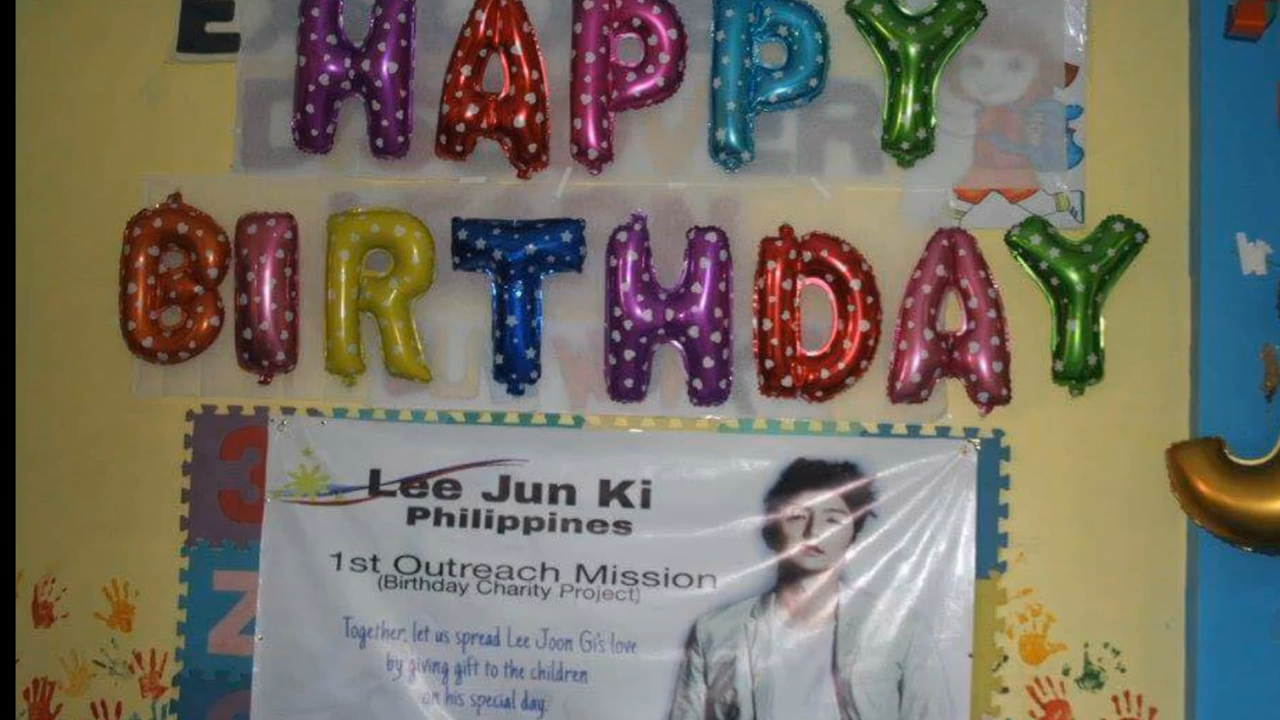 E
HAPPY
BIRTHDAY
3
Lee Jun Ki
Philippines
1st Outreach Mission
(Birthday Charity Project)
Together, let us spread Lee Joon Gi's love
by giving gift to the children
on his special day.
Z
J